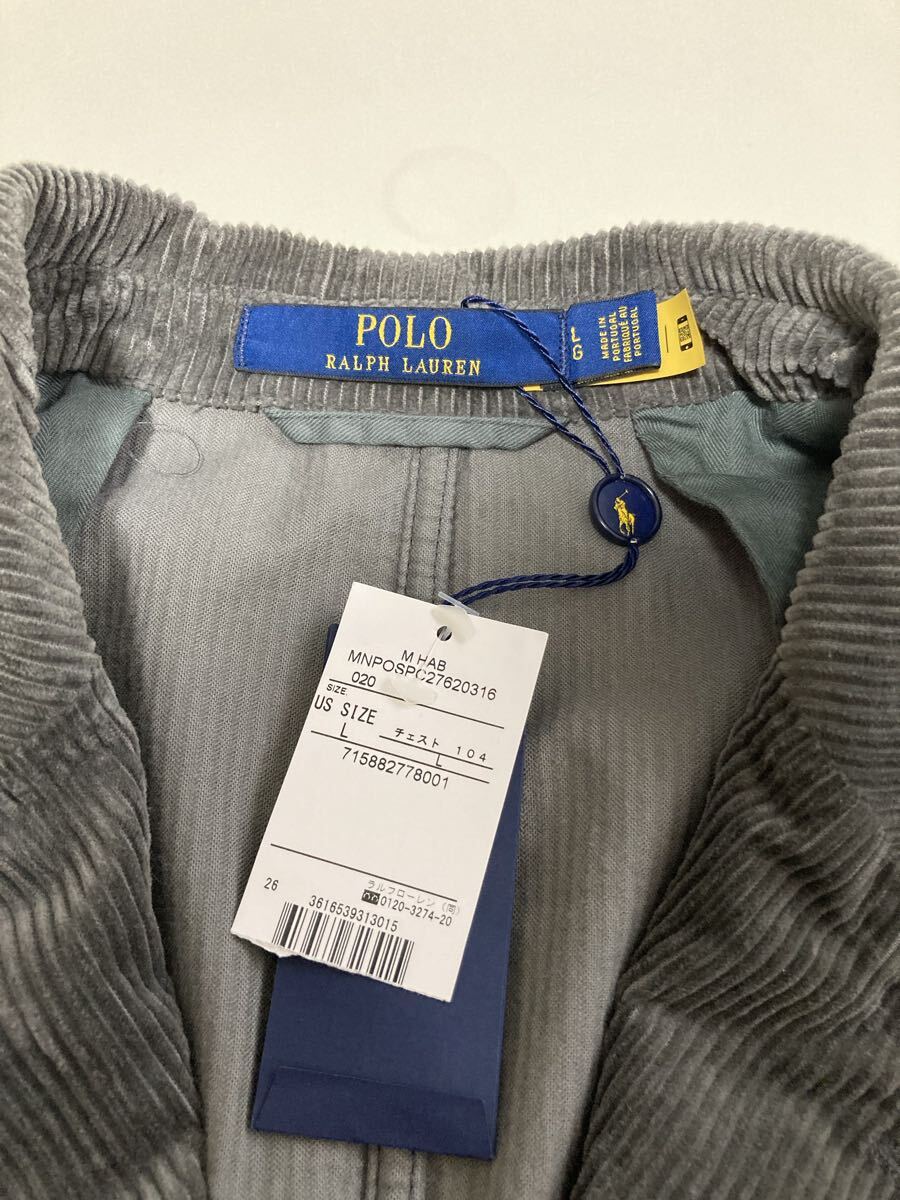 POLO
RALPH LAUREN
L
G
MADE IN
PORTUGAL
FABRIQUÉ AU
PORTUGAL
M HAB
MNPOSPC27620316
020
SIZE:
US SIZE
L
チェスト 104
L
715882778001
26
ラルフローレン (同)
0120-3274-20
3616539313015